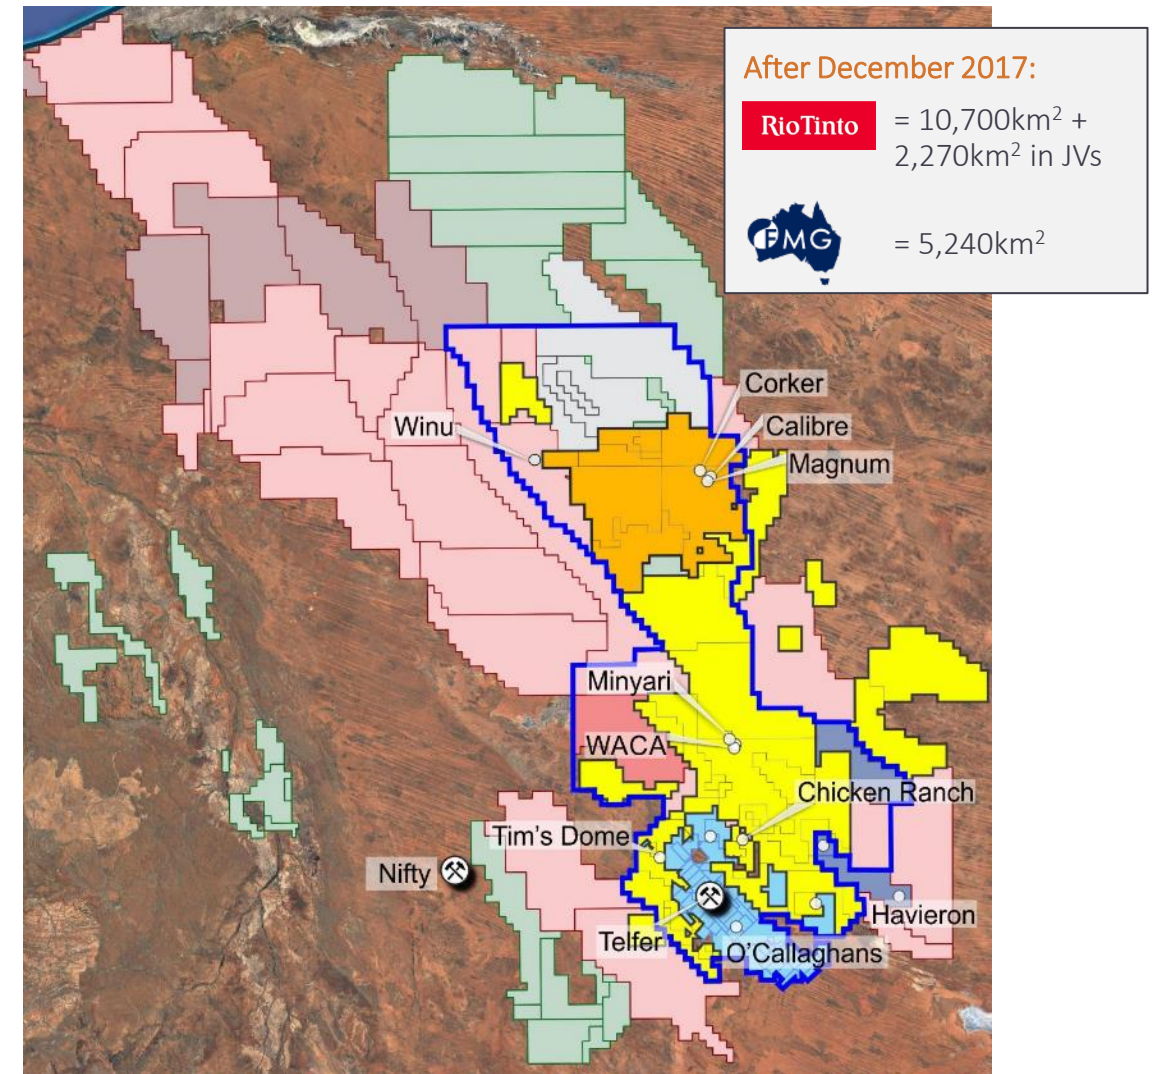 After December 2017:
RioTinto
= 10,700km² +
2,270km² in JVs
FMG
= 5,240km²
Corker
Calibre
Winu
Magnum
Minyari
WACA
Chicken Ranch
Tim's Dome
Nifty
Havieron
Telfer
O'Callaghans